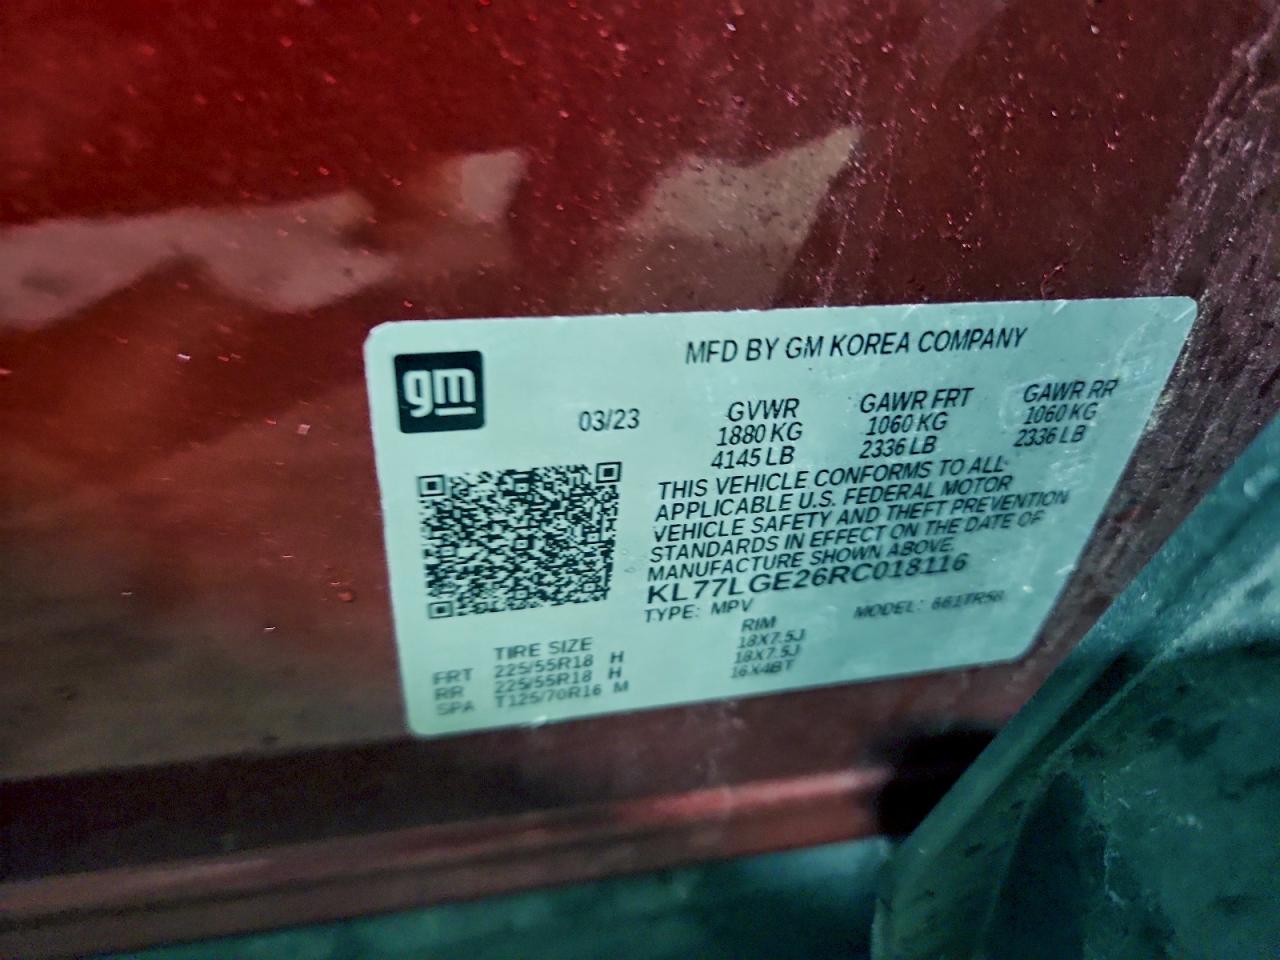 MFD BY GM KOREA COMPANY
gm
03/23
GVWR GAWR FRT GAWR RR
1880 KG 1060 KG 1060 KG
4145 LB 2336 LB 2336 LB
THIS VEHICLE CONFORMS TO ALL
APPLICABLE U.S. FEDERAL MOTOR
VEHICLE SAFETY AND THEFT PREVENTION
STANDARDS IN EFFECT ON THE DATE OF
MANUFACTURE SHOWN ABOVE.
KL77LGE26RC018116
TYPE: MPV MODEL:
TIRE SIZE RIM
FRT 225/55R18 H 18X7.5J
RR 225/55R18 H 18X7.5J
SPA T125/70R16 M 16X4BT